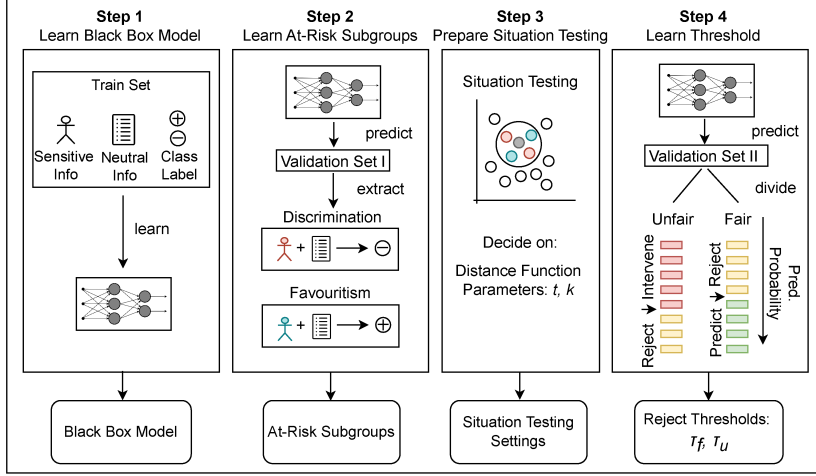 Step 1
Learn Black Box Model
Train Set
Sensitive Info
Neutral Info
Class Label
learn
Black Box Model
Step 2
Learn At-Risk Subgroups
predict
Validation Set I
extract
Discrimination
Favouritism
At-Risk Subgroups
Step 3
Prepare Situation Testing
Situation Testing
Decide on:
Distance Function
Parameters: t, k
Situation Testing
Settings
Step 4
Learn Threshold
predict
Validation Set II
divide
Unfair
Fair
Reject
Intervene
Predict
Reject
Pred.
Probability
Reject Thresholds:
τf, τu